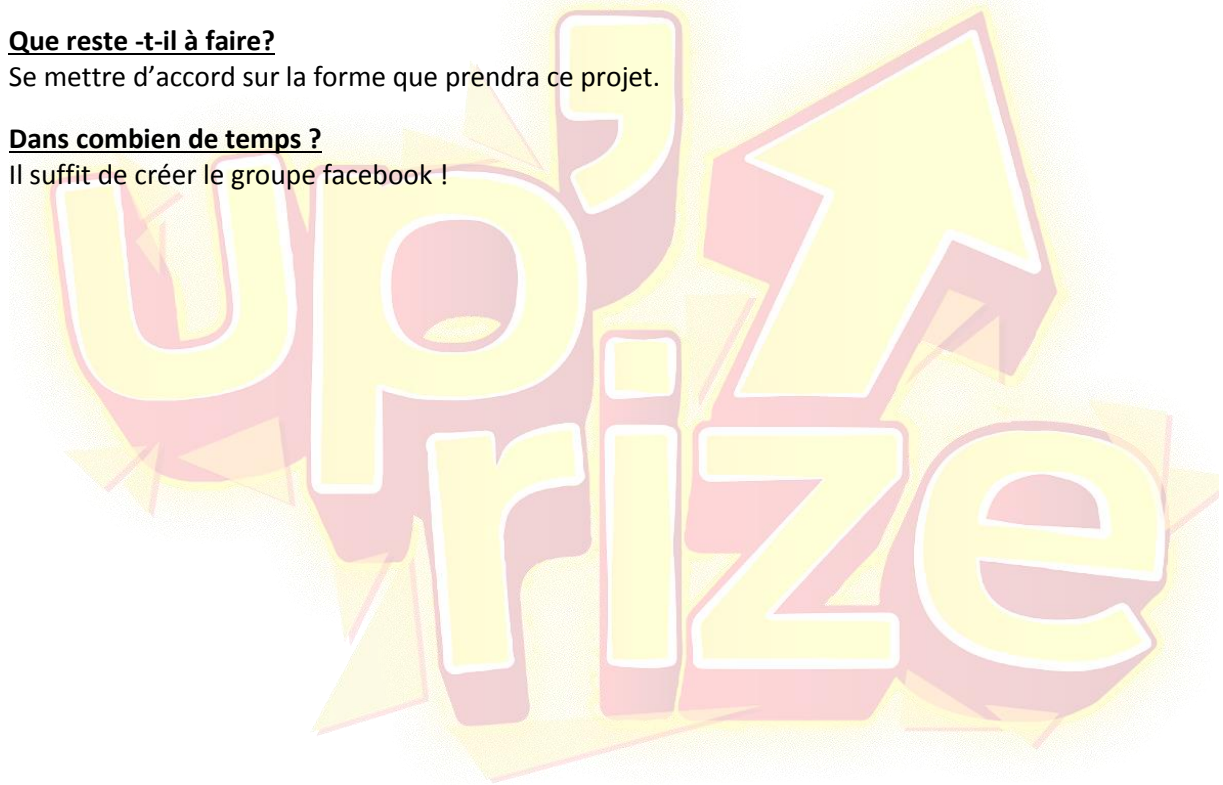 Que reste -t-il à faire?
Se mettre d’accord sur la forme que prendra ce projet.
Dans combien de temps ?
Il suffit de créer le groupe facebook !
up’
rize